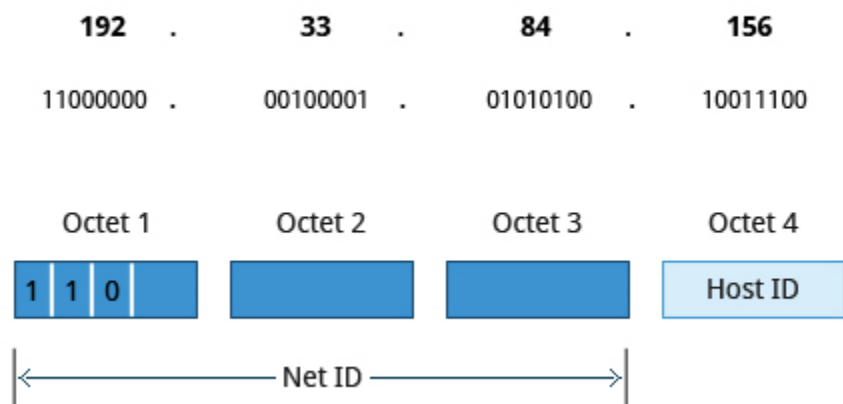 192 . 33 . 84 . 156
11000000 . 00100001 . 01010100 . 10011100
Octet 1 Octet 2 Octet 3 Octet 4
1 1 0 Host ID
Net ID